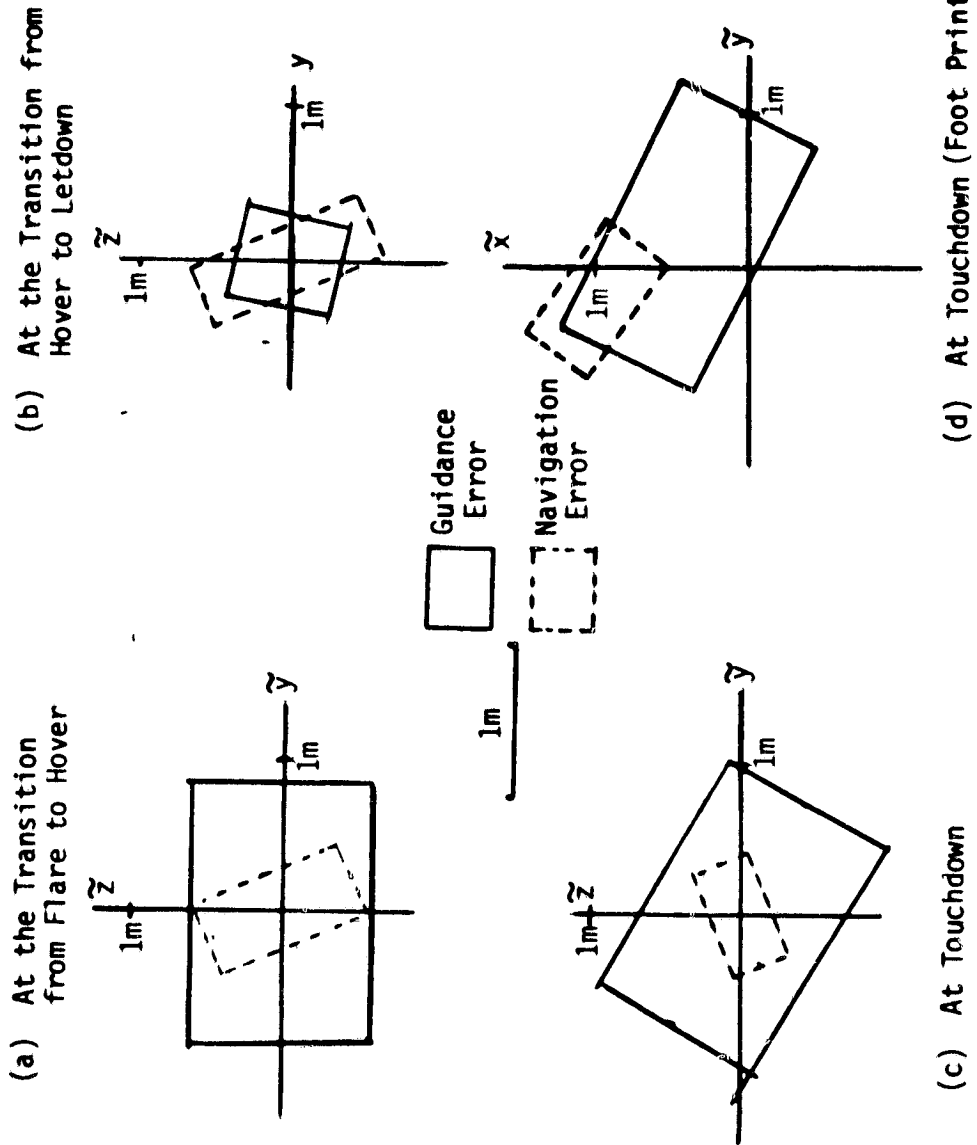 (a) At the Transition
from Flare to Hover
z̃
1m
ỹ
1m
(b) At the Transition from
Hover to Letdown
z̃
1m
y
1m
1m
Guidance
Error
Navigation
Error
(c) At Touchdown
z̃
1m
ỹ
1m
(d) At Touchdown (Foot Print
x̃
1m
ỹ
1m